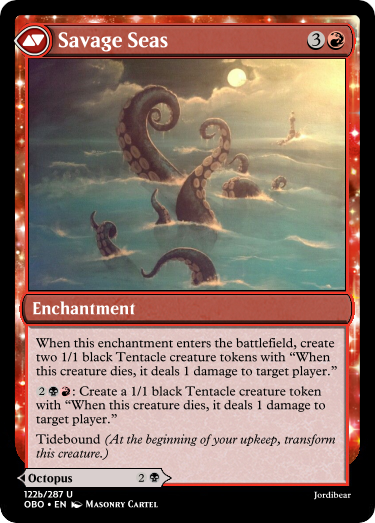 Savage Seas 3
Enchantment
When this enchantment enters the battlefield, create
two 1/1 black Tentacle creature tokens with “When
this creature dies, it deals 1 damage to target player.”
2 : Create a 1/1 black Tentacle creature token
with “When this creature dies, it deals 1 damage to
target player.”
Tidebound (At the beginning of your upkeep, transform
this creature.)
Octopus 2
122b/287 U
OBO • EN Masonry Cartel
Jordibear